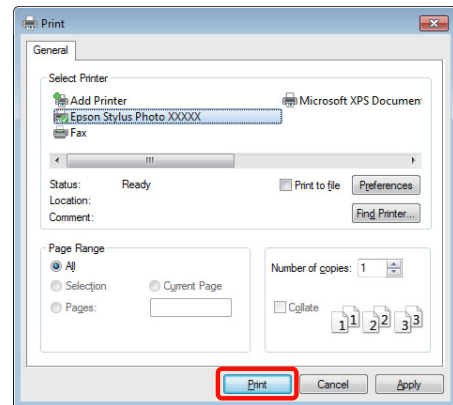 Print
General
Select Printer
Add Printer
Microsoft XPS Documen
Epson Stylus Photo XXXXX
Fax
Status: Ready
Print to file
Preferences
Location:
Comment:
Find Printer...
Page Range
All
Selection
Current Page
Pages:
Number of copies: 1
Collate
1 1 2 2 3 3
Print
Cancel
Apply